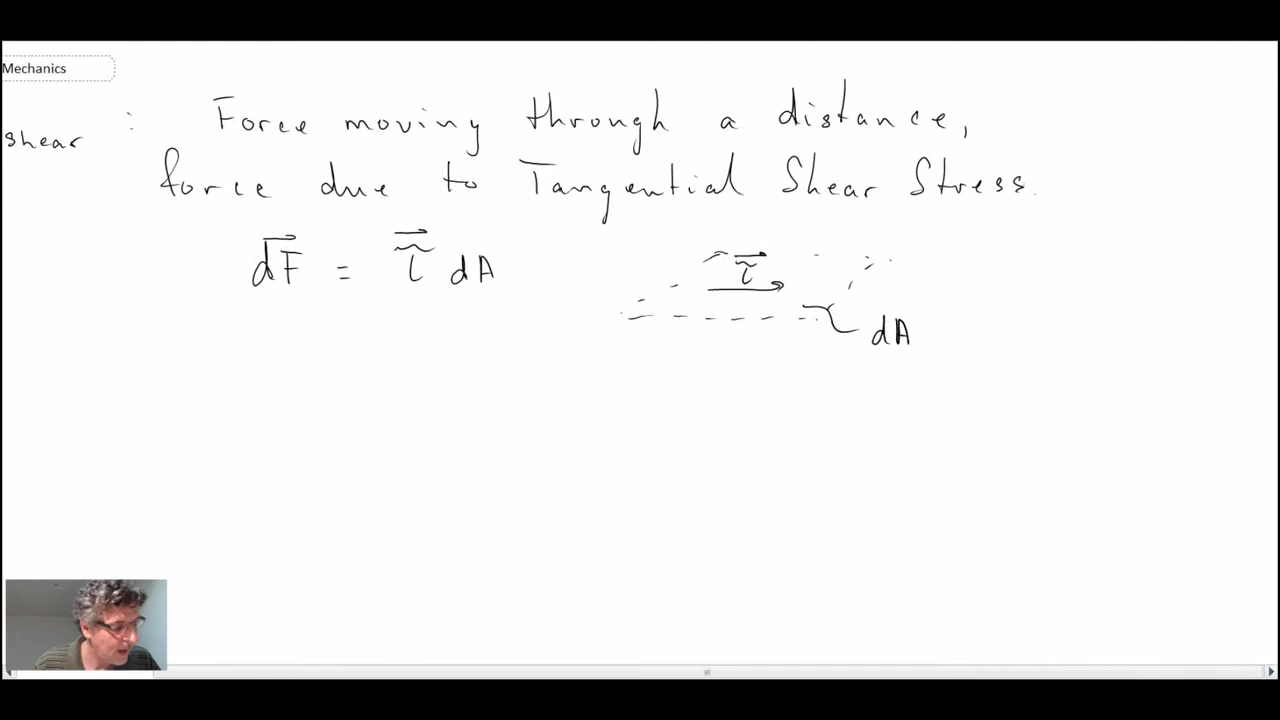 Mechanics
shear : Force moving through a distance,
force due to Tangential Shear Stress.
dF⃗ = τ⃗ dA
τ⃗
dA